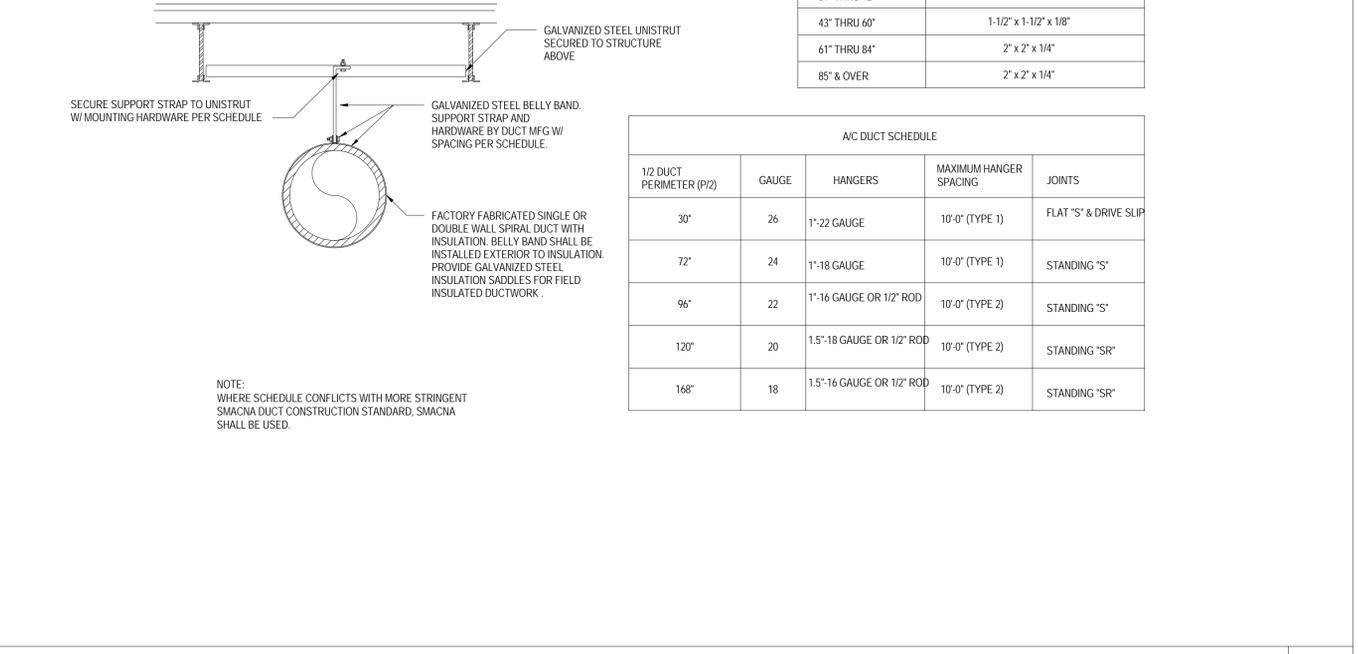 43" THRU 60"
1-1/2" x 1-1/2" x 1/8"
61" THRU 84"
2" x 2" x 1/4"
85" & OVER
2" x 2" x 1/4"
GALVANIZED STEEL UNISTRUT
SECURED TO STRUCTURE
ABOVE
SECURE SUPPORT STRAP TO UNISTRUT
W/ MOUNTING HARDWARE PER SCHEDULE
GALVANIZED STEEL BELLY BAND.
SUPPORT STRAP AND
HARDWARE BY DUCT MFG W/
SPACING PER SCHEDULE.
FACTORY FABRICATED SINGLE OR
DOUBLE WALL SPIRAL DUCT WITH
INSULATION. BELLY BAND SHALL BE
INSTALLED EXTERIOR TO INSULATION.
PROVIDE GALVANIZED STEEL
INSULATION SADDLES FOR FIELD
INSULATED DUCTWORK .
NOTE:
WHERE SCHEDULE CONFLICTS WITH MORE STRINGENT
SMACNA DUCT CONSTRUCTION STANDARD, SMACNA
SHALL BE USED.
A/C DUCT SCHEDULE
1/2 DUCT
PERIMETER (P/2)
GAUGE
HANGERS
MAXIMUM HANGER
SPACING
JOINTS
30"
26
1"-22 GAUGE
10'-0" (TYPE 1)
FLAT "S" & DRIVE SLIP
72"
24
1"-18 GAUGE
10'-0" (TYPE 1)
STANDING "S"
96"
22
1"-16 GAUGE OR 1/2" ROD
10'-0" (TYPE 2)
STANDING "S"
120"
20
1.5"-18 GAUGE OR 1/2" ROD
10'-0" (TYPE 2)
STANDING "SR"
168"
18
1.5"-16 GAUGE OR 1/2" ROD
10'-0" (TYPE 2)
STANDING "SR"